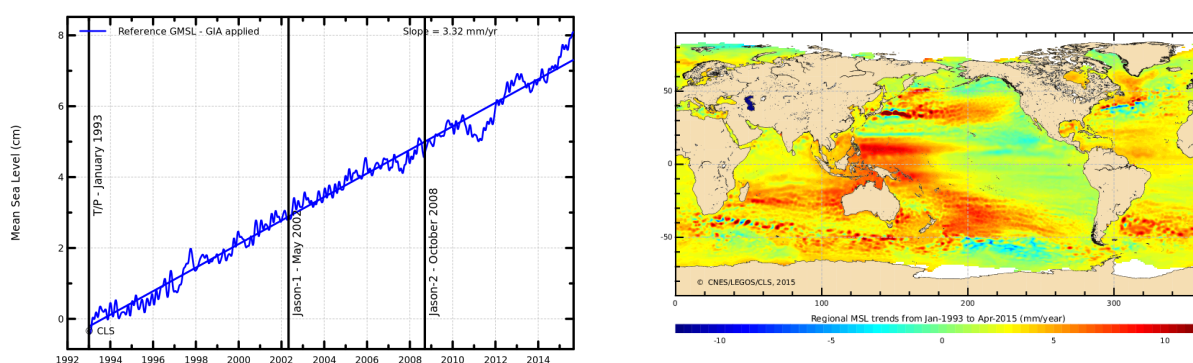 Reference GMSL - GIA applied
Slope = 3.32 mm/yr
Mean Sea Level (cm)
8
6
4
2
0
T/P - January 1993
Jason-1 - May 2002
Jason-2 - October 2008
© CLS
1992 1994 1996 1998 2000 2002 2004 2006 2008 2010 2012 2014
50
0
-50
© CNES/LEGOS/CLS, 2015
0 100 200 300
Regional MSL trends from Jan-1993 to Apr-2015 (mm/year)
-10 -5 0 5 10